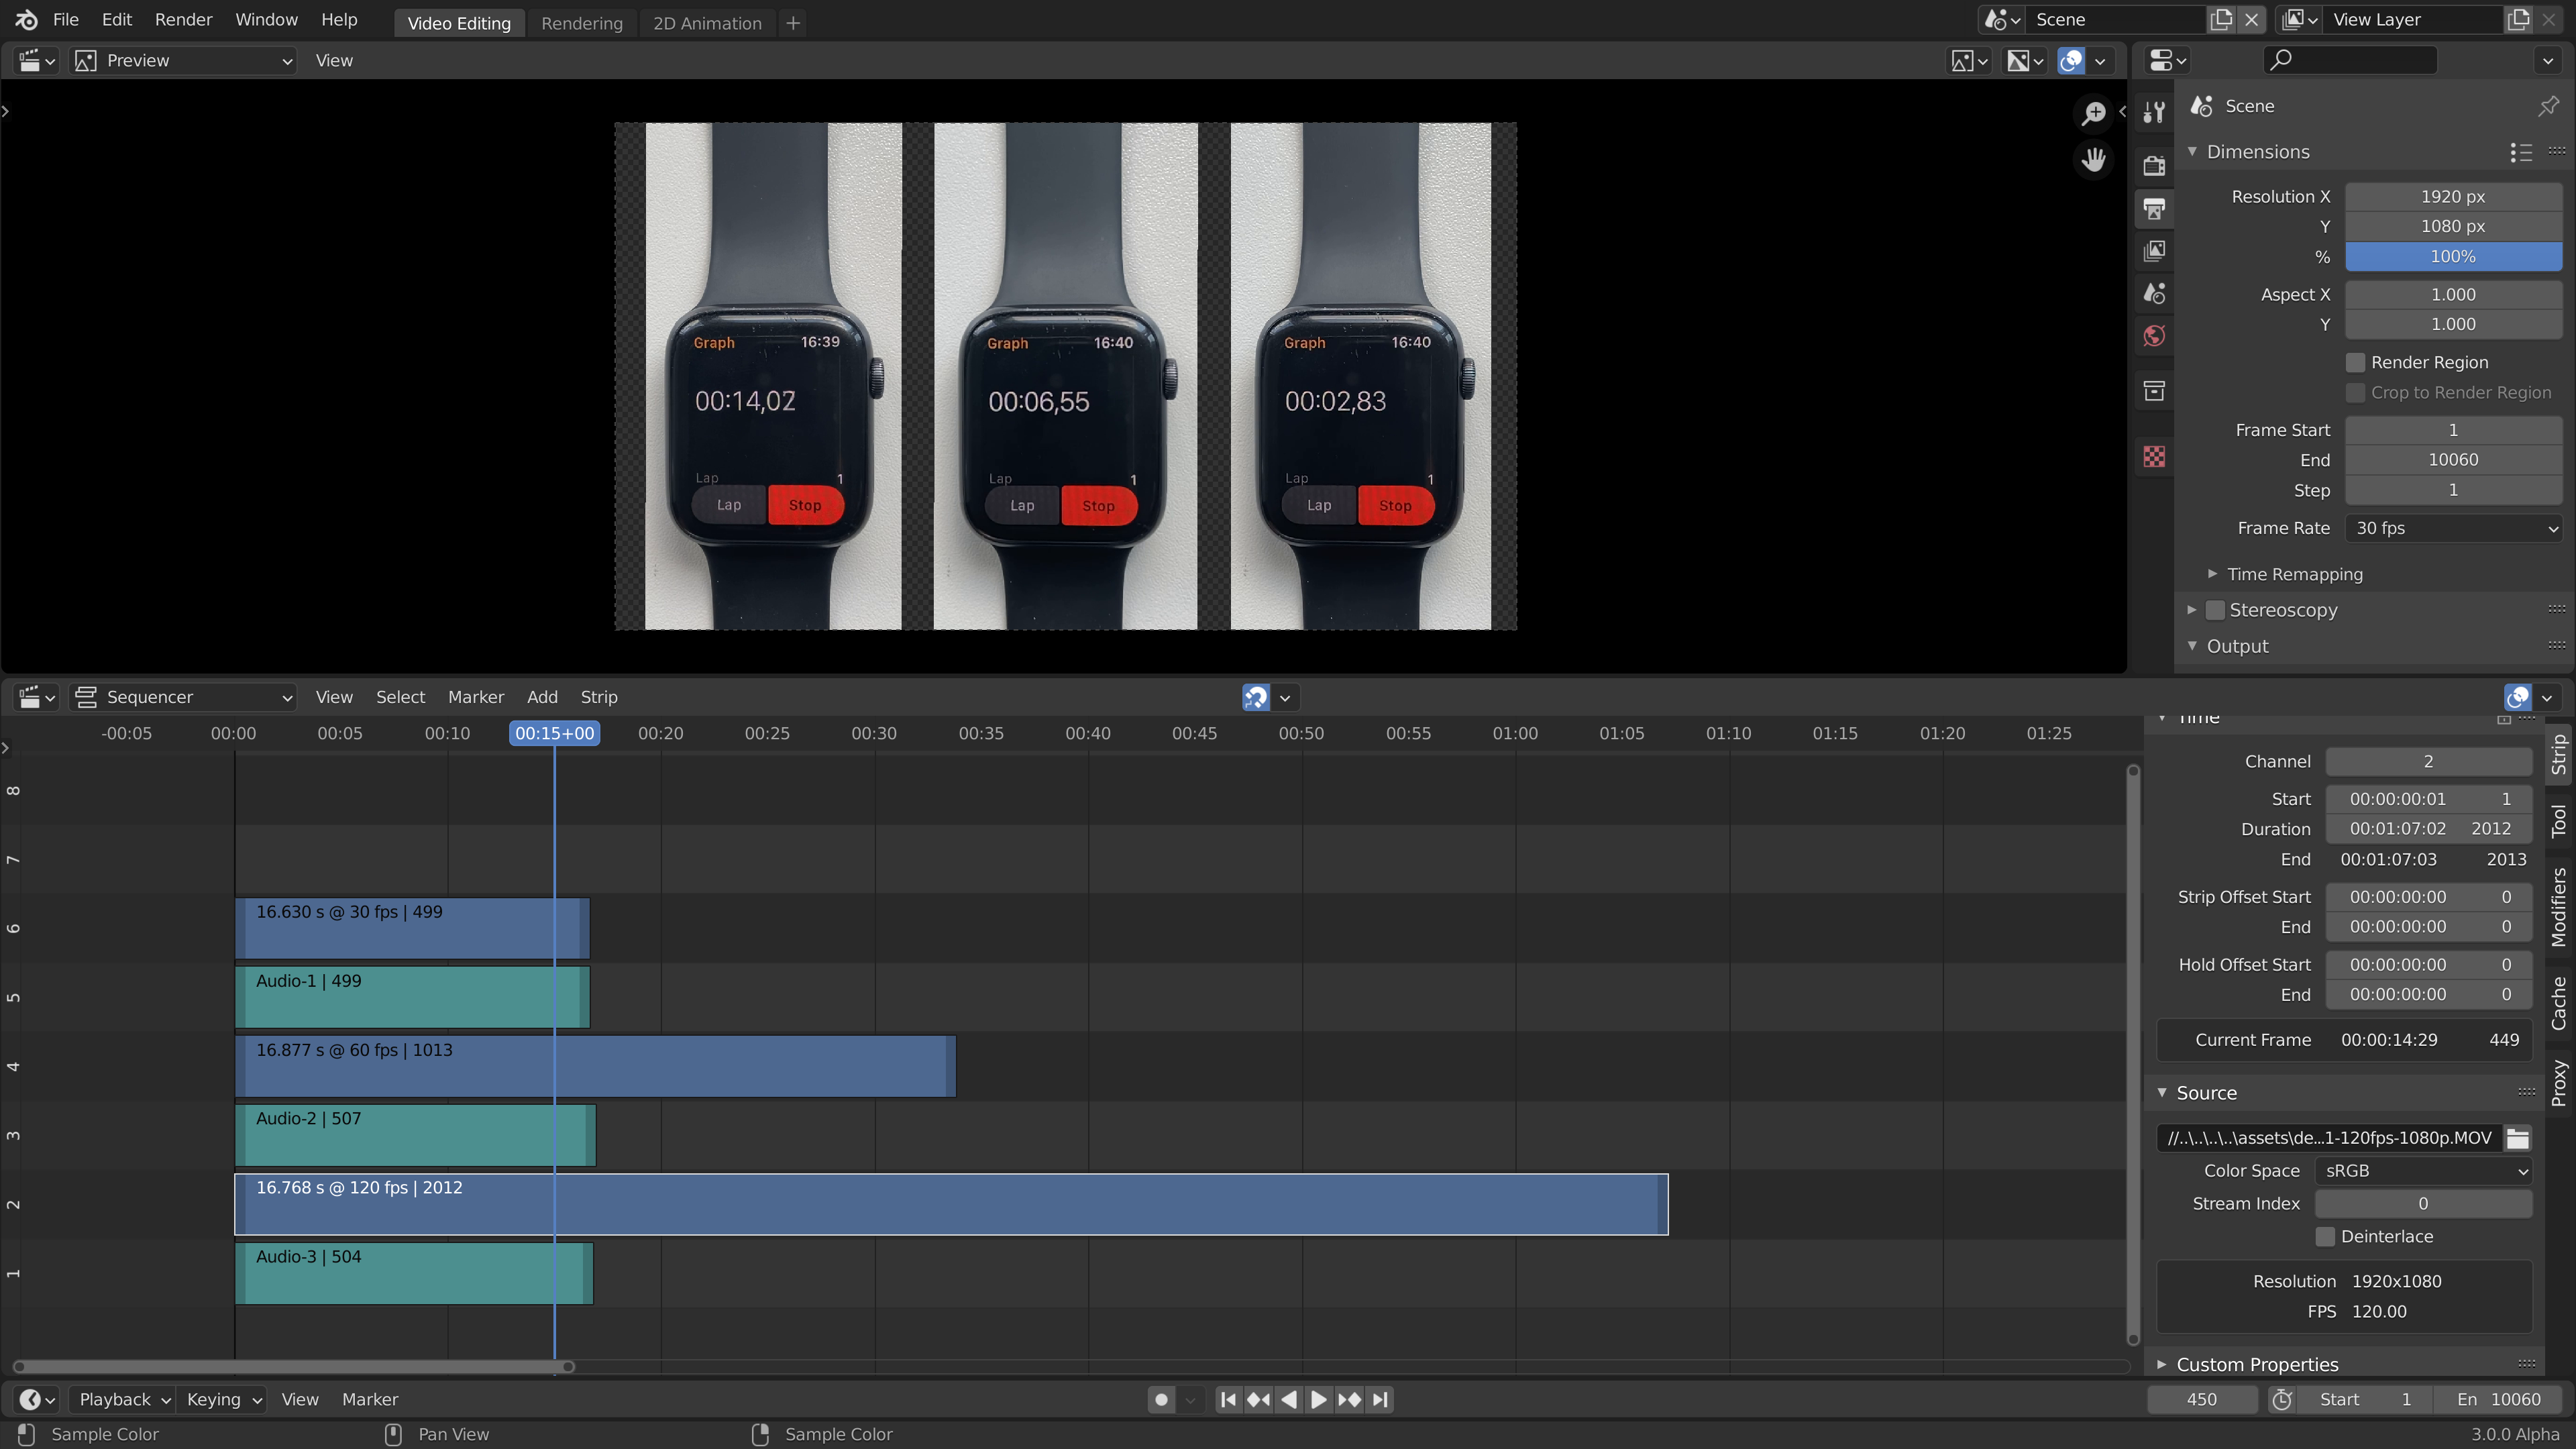 File Edit Render Window Help Video Editing Rendering 2D Animation + Scene View Layer
Preview View
Scene
Dimensions
Resolution X 1920 px
Y 1080 px
% 100%
Aspect X 1.000
Y 1.000
Render Region
Crop to Render Region
Frame Start 1
End 10060
Step 1
Frame Rate 30 fps
Time Remapping
Stereoscopy
Output
Graph 16:39
00:14,02
Lap 1
Lap Stop
Graph 16:40
00:06,55
Lap 1
Lap Stop
Graph 16:40
00:02,83
Lap 1
Lap Stop
Sequencer View Select Marker Add Strip
-00:05 00:00 00:05 00:10 00:15+00 00:20 00:25 00:30 00:35 00:40 00:45 00:50 00:55 01:00 01:05 01:10 01:15 01:20 01:25
8
7
6 16.630 s @ 30 fps | 499
5 Audio-1 | 499
4 16.877 s @ 60 fps | 1013
3 Audio-2 | 507
2 16.768 s @ 120 fps | 2012
1 Audio-3 | 504
Time
Channel 2
Start 00:00:00:01 1
Duration 00:01:07:02 2012
End 00:01:07:03 2013
Strip Offset Start 00:00:00:00 0
End 00:00:00:00 0
Hold Offset Start 00:00:00:00 0
End 00:00:00:00 0
Current Frame 00:00:14:29 449
Source
//..\..\..\..\assets\de...1-120fps-1080p.MOV
Color Space sRGB
Stream Index 0
Deinterlace
Resolution 1920x1080
FPS 120.00
Custom Properties
Strip
Tool
Modifiers
Cache
Proxy
Playback Keying View Marker 450 Start 1 En 10060
Sample Color Pan View Sample Color 3.0.0 Alpha